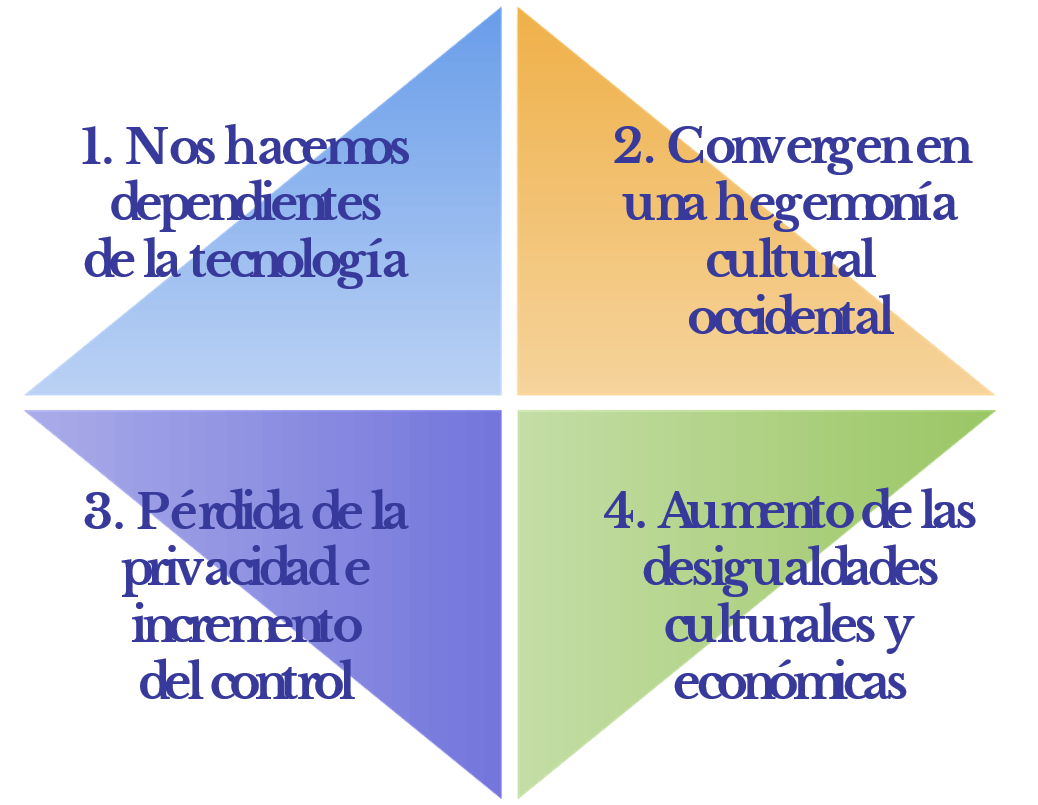 1. Nos hacemos
dependientes
de la tecnología
2. Convergen en
una hegemonía
cultural
occidental
3. Pérdida de la
privacidad e
incremento
del control
4. Aumento de las
desigualdades
culturales y
económicas